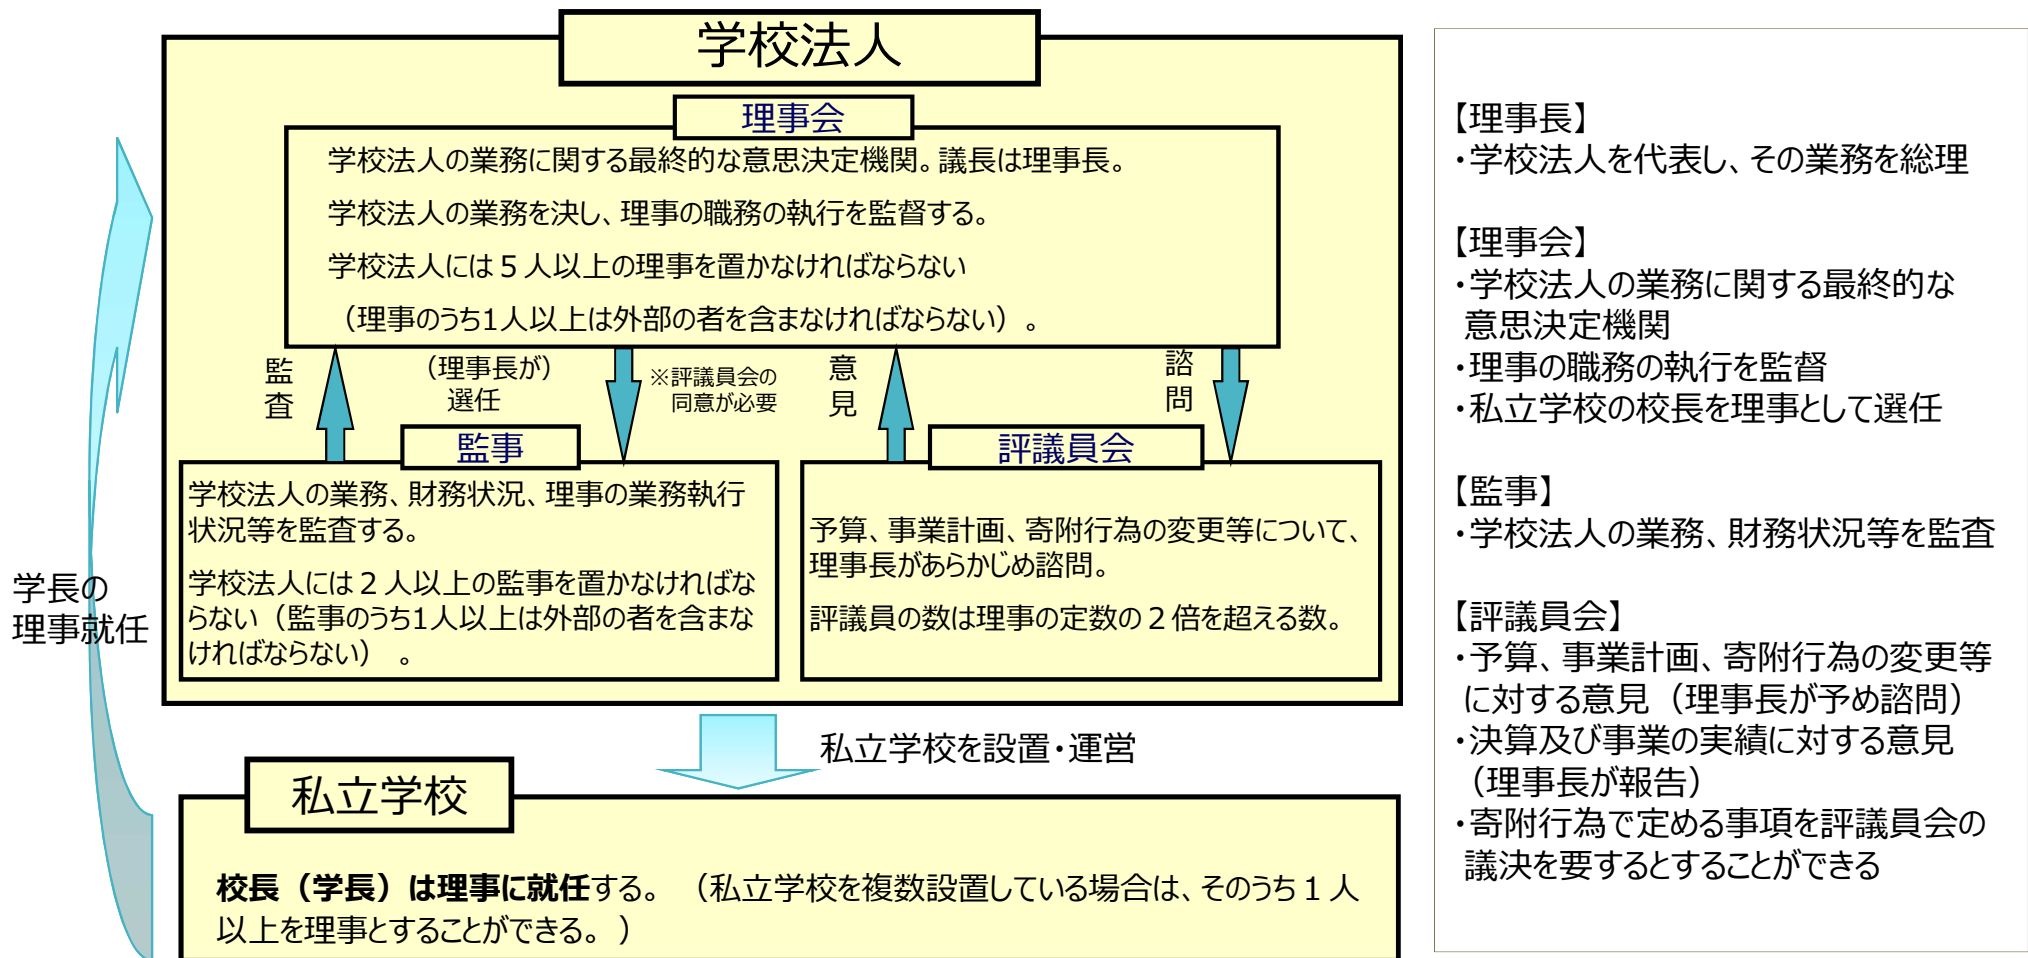 学校法人
理事会
学校法人の業務に関する最終的な意思決定機関。議長は理事長。
学校法人の業務を決し、理事の職務の執行を監督する。
学校法人には５人以上の理事を置かなければならない
（理事のうち1人以上は外部の者を含まなければならない）。
監査
（理事長が）
選任
※評議員会の
同意が必要
意見
諮問
監事
学校法人の業務、財務状況、理事の業務執行
状況等を監査する。
学校法人には２人以上の監事を置かなければな
らない（監事のうち1人以上は外部の者を含まな
ければならない） 。
評議員会
予算、事業計画、寄附行為の変更等について、
理事長があらかじめ諮問。
評議員の数は理事の定数の２倍を超える数。
学長の
理事就任
私立学校を設置・運営
私立学校
校長（学長）は理事に就任する。 （私立学校を複数設置している場合は、そのうち１人
以上を理事とすることができる。）
【理事長】
・学校法人を代表し、その業務を総理
【理事会】
・学校法人の業務に関する最終的な
意思決定機関
・理事の職務の執行を監督
・私立学校の校長を理事として選任
【監事】
・学校法人の業務、財務状況等を監査
【評議員会】
・予算、事業計画、寄附行為の変更等
に対する意見（理事長が予め諮問）
・決算及び事業の実績に対する意見
（理事長が報告）
・寄附行為で定める事項を評議員会の
議決を要するとすることができる